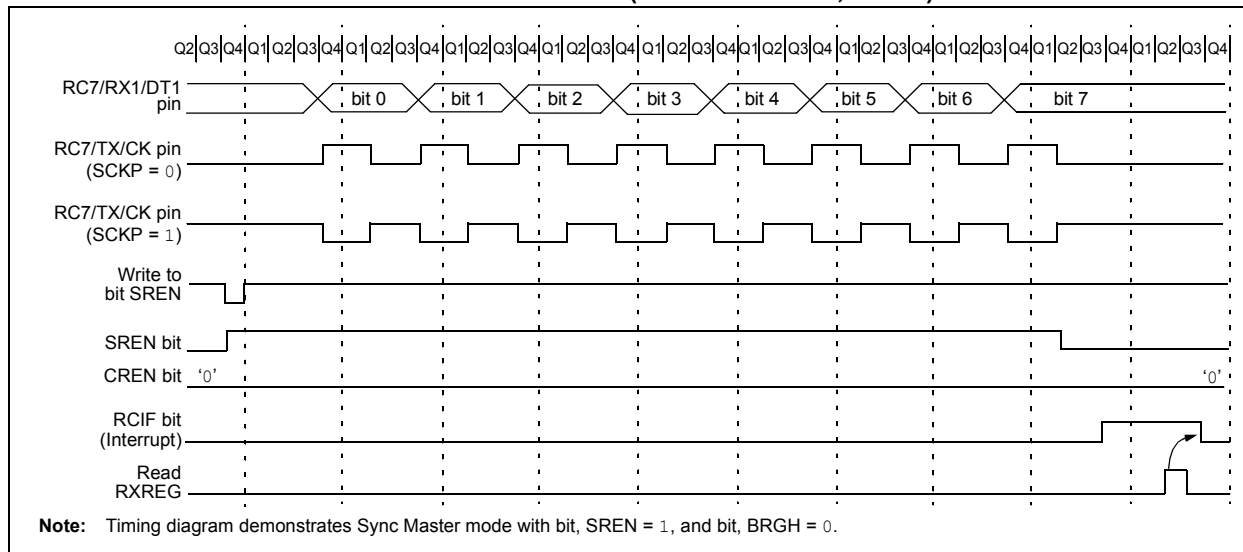 Q2 Q3 Q4 Q1 Q2 Q3 Q4 Q1 Q2 Q3 Q4 Q1 Q2 Q3 Q4 Q1 Q2 Q3 Q4 Q1 Q2 Q3 Q4 Q1 Q2 Q3 Q4 Q1 Q2 Q3 Q4 Q1 Q2 Q3 Q4 Q1 Q2 Q3 Q4 Q1 Q2 Q3 Q4
RC7/RX1/DT1
pin
bit 0 bit 1 bit 2 bit 3 bit 4 bit 5 bit 6 bit 7
RC7/TX/CK pin
(SCKP = 0)
RC7/TX/CK pin
(SCKP = 1)
Write to
bit SREN
SREN bit
CREN bit ‘0’ ‘0’
RCIF bit
(Interrupt)
Read
RXREG
Note: Timing diagram demonstrates Sync Master mode with bit, SREN = 1, and bit, BRGH = 0.